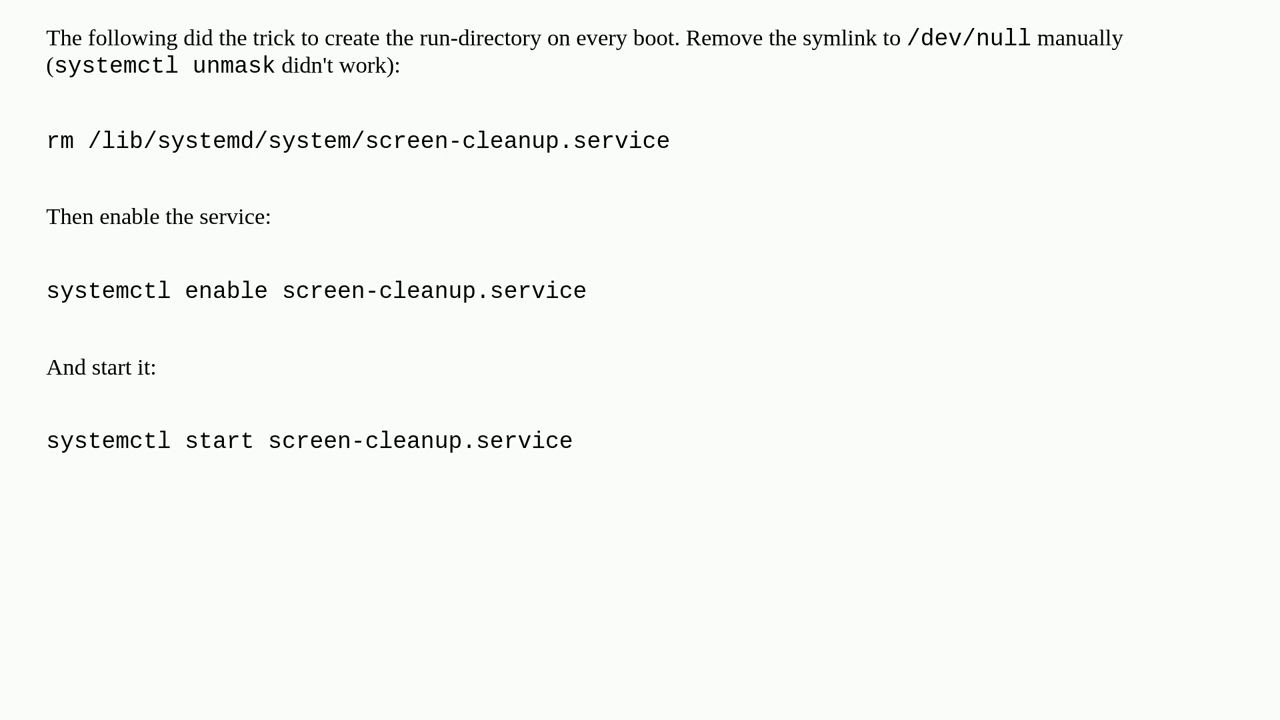 The following did the trick to create the run-directory on every boot. Remove the symlink to /dev/null manually
(systemctl unmask didn't work):
rm /lib/systemd/system/screen-cleanup.service
Then enable the service:
systemctl enable screen-cleanup.service
And start it:
systemctl start screen-cleanup.service